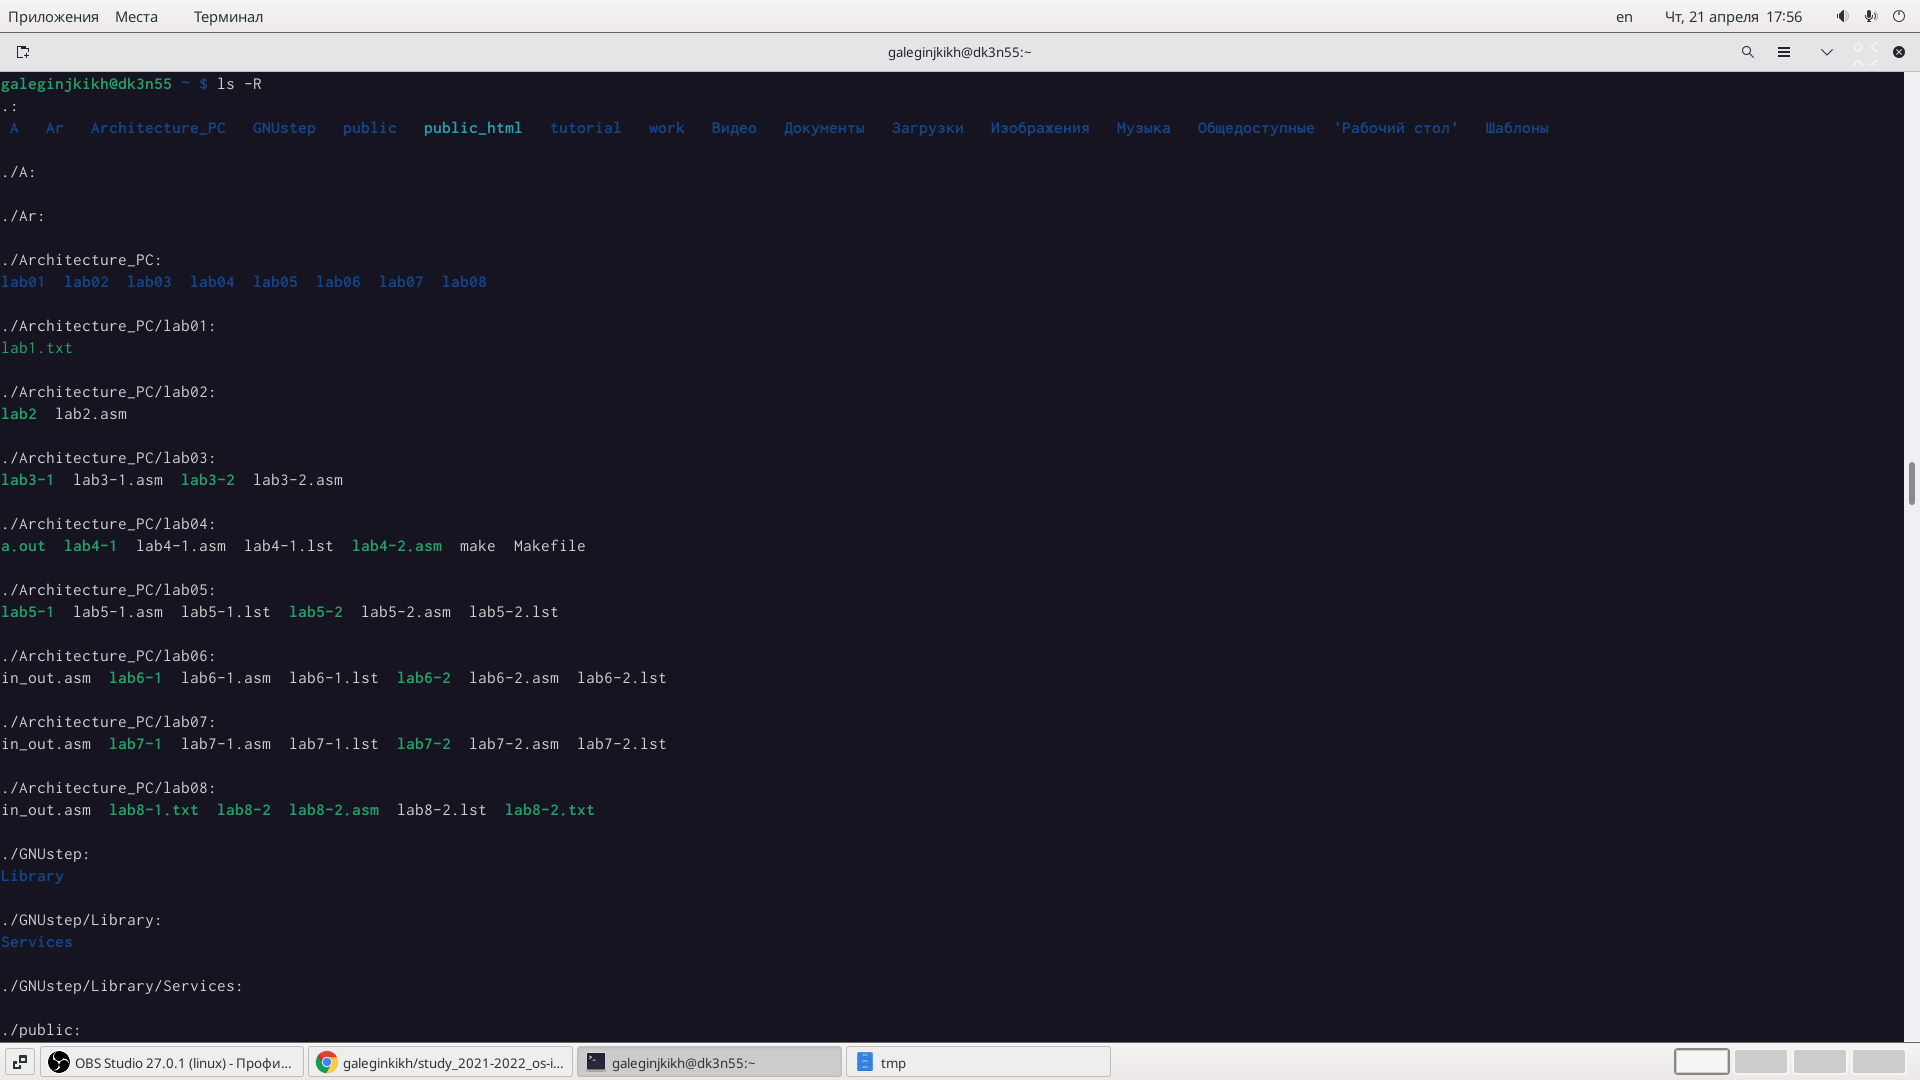 Приложения Места Терминал en Чт, 21 апреля 17:56
galeginjkikh@dk3n55:~
galeginjkikh@dk3n55 ~ $ ls -R
.:
A Ar Architecture_PC GNUstep public public_html tutorial work Видео Документы Загрузки Изображения Музыка Общедоступные 'Рабочий стол' Шаблоны
./A:
./Ar:
./Architecture_PC:
lab01 lab02 lab03 lab04 lab05 lab06 lab07 lab08
./Architecture_PC/lab01:
lab1.txt
./Architecture_PC/lab02:
lab2 lab2.asm
./Architecture_PC/lab03:
lab3-1 lab3-1.asm lab3-2 lab3-2.asm
./Architecture_PC/lab04:
a.out lab4-1 lab4-1.asm lab4-1.lst lab4-2.asm make Makefile
./Architecture_PC/lab05:
lab5-1 lab5-1.asm lab5-1.lst lab5-2 lab5-2.asm lab5-2.lst
./Architecture_PC/lab06:
in_out.asm lab6-1 lab6-1.asm lab6-1.lst lab6-2 lab6-2.asm lab6-2.lst
./Architecture_PC/lab07:
in_out.asm lab7-1 lab7-1.asm lab7-1.lst lab7-2 lab7-2.asm lab7-2.lst
./Architecture_PC/lab08:
in_out.asm lab8-1.txt lab8-2 lab8-2.asm lab8-2.lst lab8-2.txt
./GNUstep:
Library
./GNUstep/Library:
Services
./GNUstep/Library/Services:
./public:
OBS Studio 27.0.1 (linux) - Профи... galeginkikh/study_2021-2022_os-i... galeginjkikh@dk3n55:~ tmp